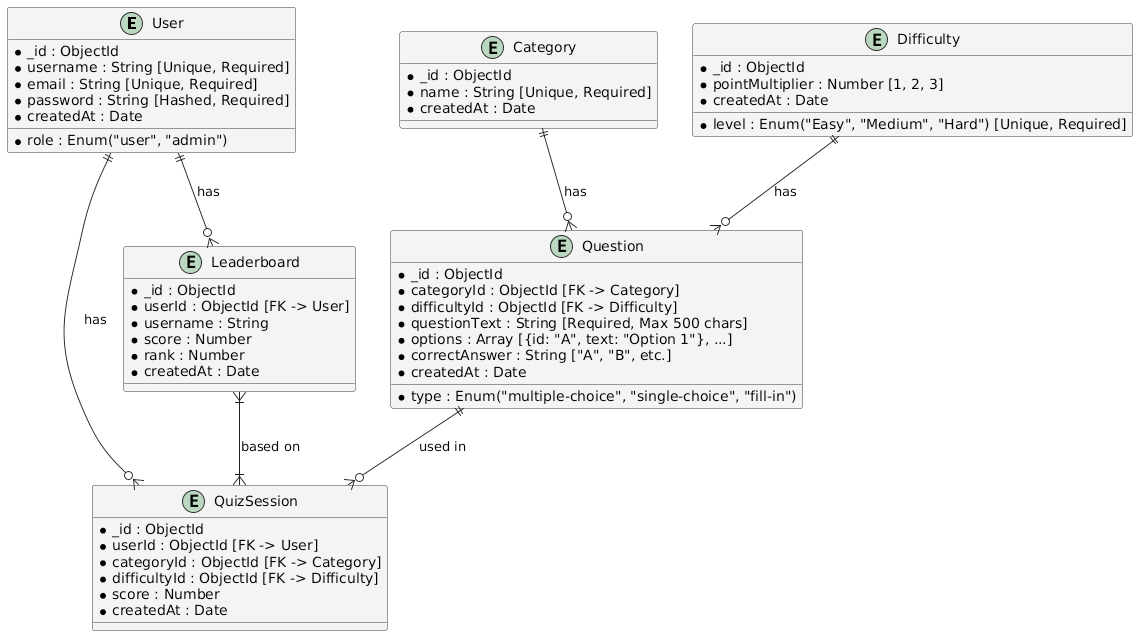 E User
_id : ObjectId
username : String [Unique, Required]
email : String [Unique, Required]
password : String [Hashed, Required]
createdAt : Date
role : Enum("user", "admin")
E Category
_id : ObjectId
name : String [Unique, Required]
createdAt : Date
E Difficulty
_id : ObjectId
pointMultiplier : Number [1, 2, 3]
createdAt : Date
level : Enum("Easy", "Medium", "Hard") [Unique, Required]
has
has
has
has
E Leaderboard
_id : ObjectId
userId : ObjectId [FK -> User]
username : String
score : Number
rank : Number
createdAt : Date
E Question
_id : ObjectId
categoryId : ObjectId [FK -> Category]
difficultyId : ObjectId [FK -> Difficulty]
questionText : String [Required, Max 500 chars]
options : Array [{id: "A", text: "Option 1"}, ...]
correctAnswer : String ["A", "B", etc.]
createdAt : Date
type : Enum("multiple-choice", "single-choice", "fill-in")
based on
used in
E QuizSession
_id : ObjectId
userId : ObjectId [FK -> User]
categoryId : ObjectId [FK -> Category]
difficultyId : ObjectId [FK -> Difficulty]
score : Number
createdAt : Date